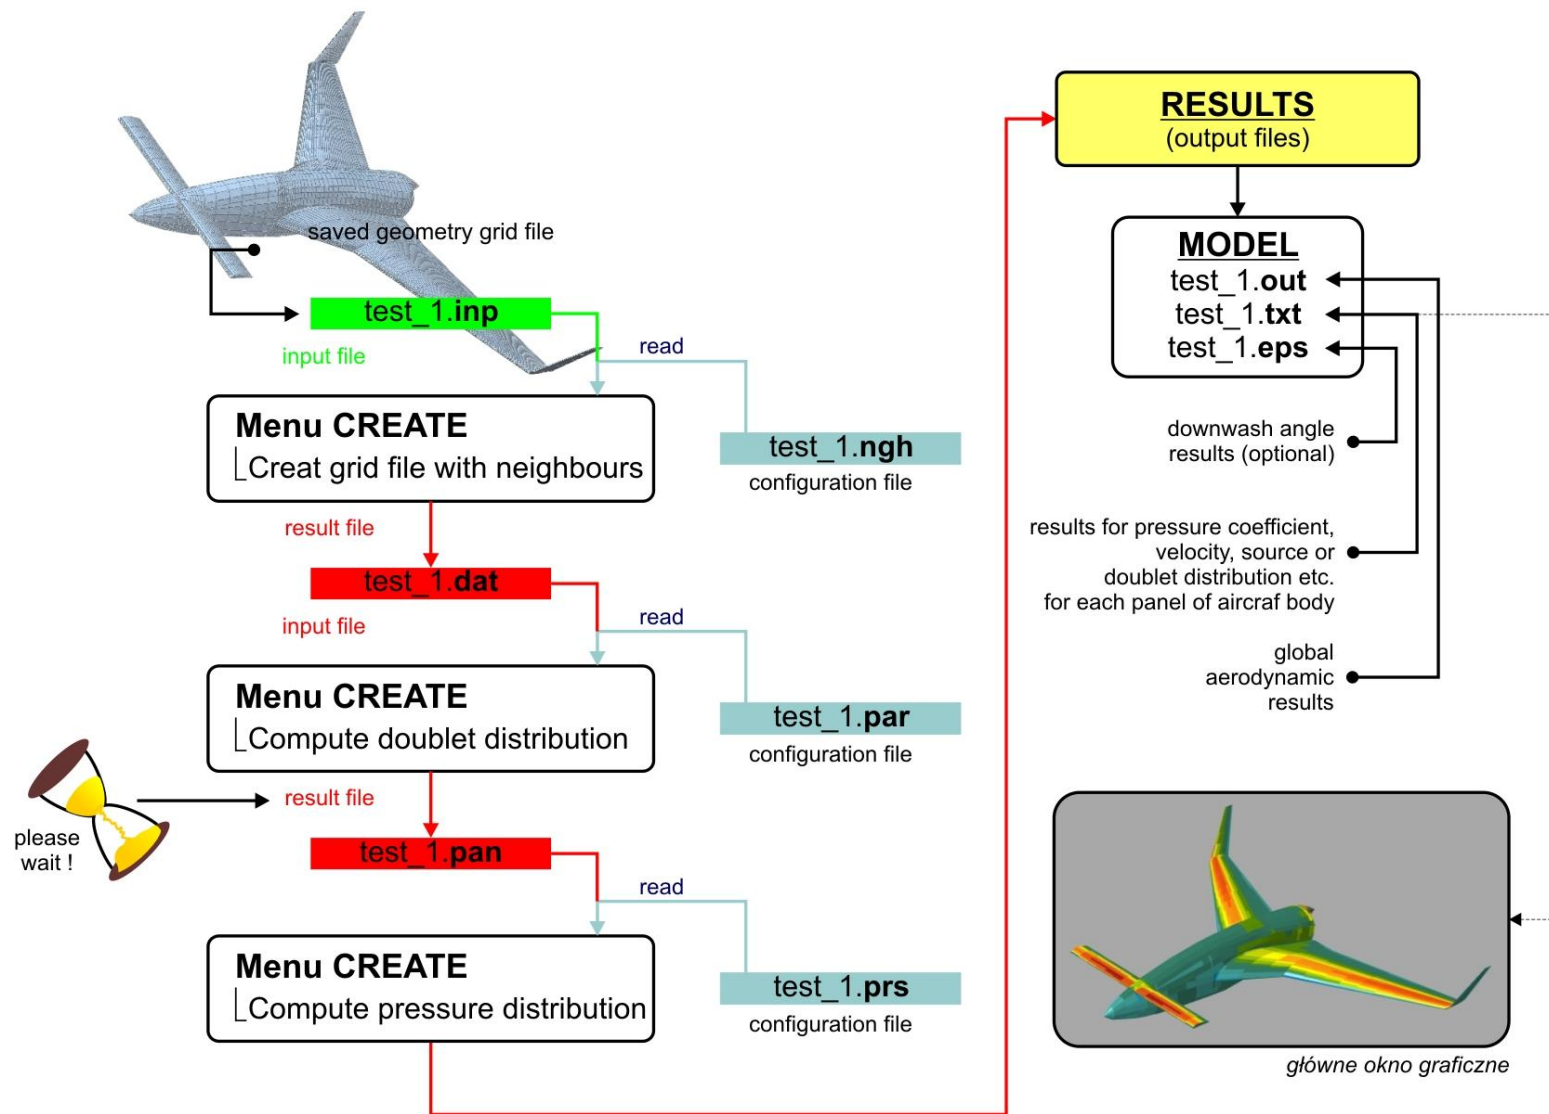 saved geometry grid file
test_1.inp
input file
read
Menu CREATE
Creat grid file with neighbours
test_1.ngh
configuration file
result file
test_1.dat
input file
read
Menu CREATE
Compute doublet distribution
test_1.par
configuration file
please
wait !
result file
test_1.pan
read
Menu CREATE
Compute pressure distribution
test_1.prs
configuration file
RESULTS
(output files)
MODEL
test_1.out
test_1.txt
test_1.eps
downwash angle
results (optional)
results for pressure coefficient,
velocity, source or
doublet distribution etc.
for each panel of aircraf body
global
aerodynamic
results
główne okno graficzne